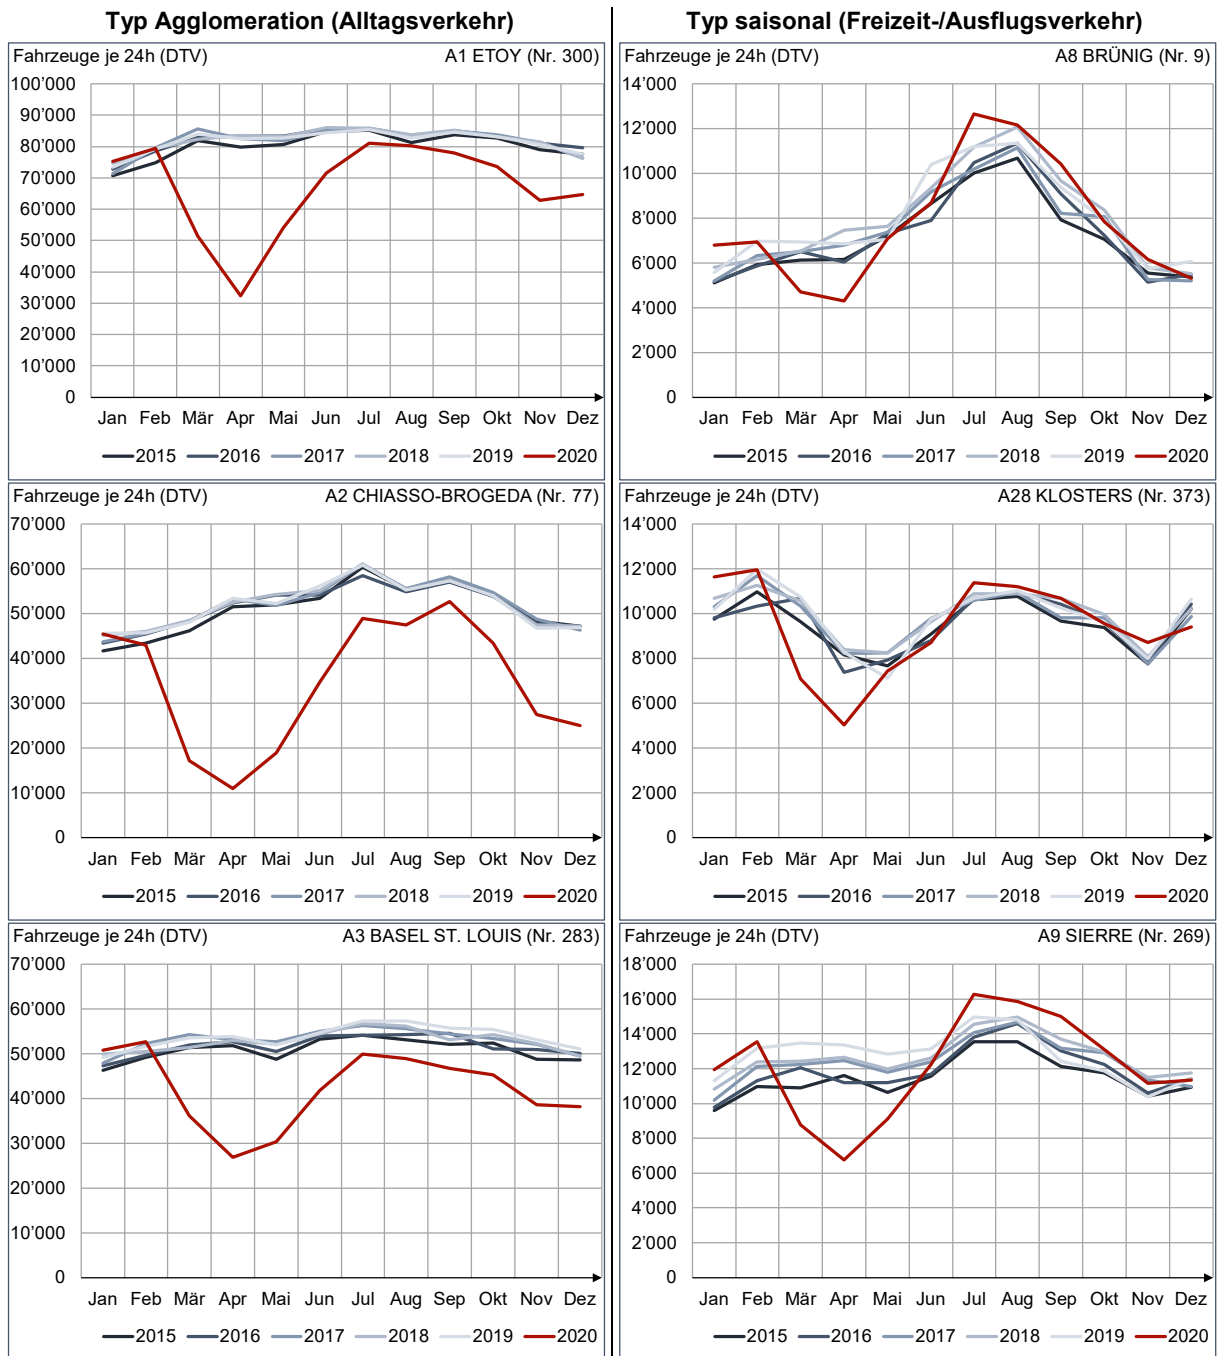 Typ Agglomeration (Alltagsverkehr)
Typ saisonal (Freizeit-/Ausflugsverkehr)
Fahrzeuge je 24h (DTV) A1 ETOY (Nr. 300)
100’000
90’000
80’000
70’000
60’000
50’000
40’000
30’000
20’000
10’000
0
Jan Feb Mär Apr Mai Jun Jul Aug Sep Okt Nov Dez
2015 2016 2017 2018 2019 2020
Fahrzeuge je 24h (DTV) A8 BRÜNIG (Nr. 9)
14’000
12’000
10’000
8’000
6’000
4’000
2’000
0
Jan Feb Mär Apr Mai Jun Jul Aug Sep Okt Nov Dez
2015 2016 2017 2018 2019 2020
Fahrzeuge je 24h (DTV) A2 CHIASSO-BROGEDA (Nr. 77)
70’000
60’000
50’000
40’000
30’000
20’000
10’000
0
Jan Feb Mär Apr Mai Jun Jul Aug Sep Okt Nov Dez
2015 2016 2017 2018 2019 2020
Fahrzeuge je 24h (DTV) A28 KLOSTERS (Nr. 373)
14’000
12’000
10’000
8’000
6’000
4’000
2’000
0
Jan Feb Mär Apr Mai Jun Jul Aug Sep Okt Nov Dez
2015 2016 2017 2018 2019 2020
Fahrzeuge je 24h (DTV) A3 BASEL ST. LOUIS (Nr. 283)
70’000
60’000
50’000
40’000
30’000
20’000
10’000
0
Jan Feb Mär Apr Mai Jun Jul Aug Sep Okt Nov Dez
2015 2016 2017 2018 2019 2020
Fahrzeuge je 24h (DTV) A9 SIERRE (Nr. 269)
18’000
16’000
14’000
12’000
10’000
8’000
6’000
4’000
2’000
0
Jan Feb Mär Apr Mai Jun Jul Aug Sep Okt Nov Dez
2015 2016 2017 2018 2019 2020